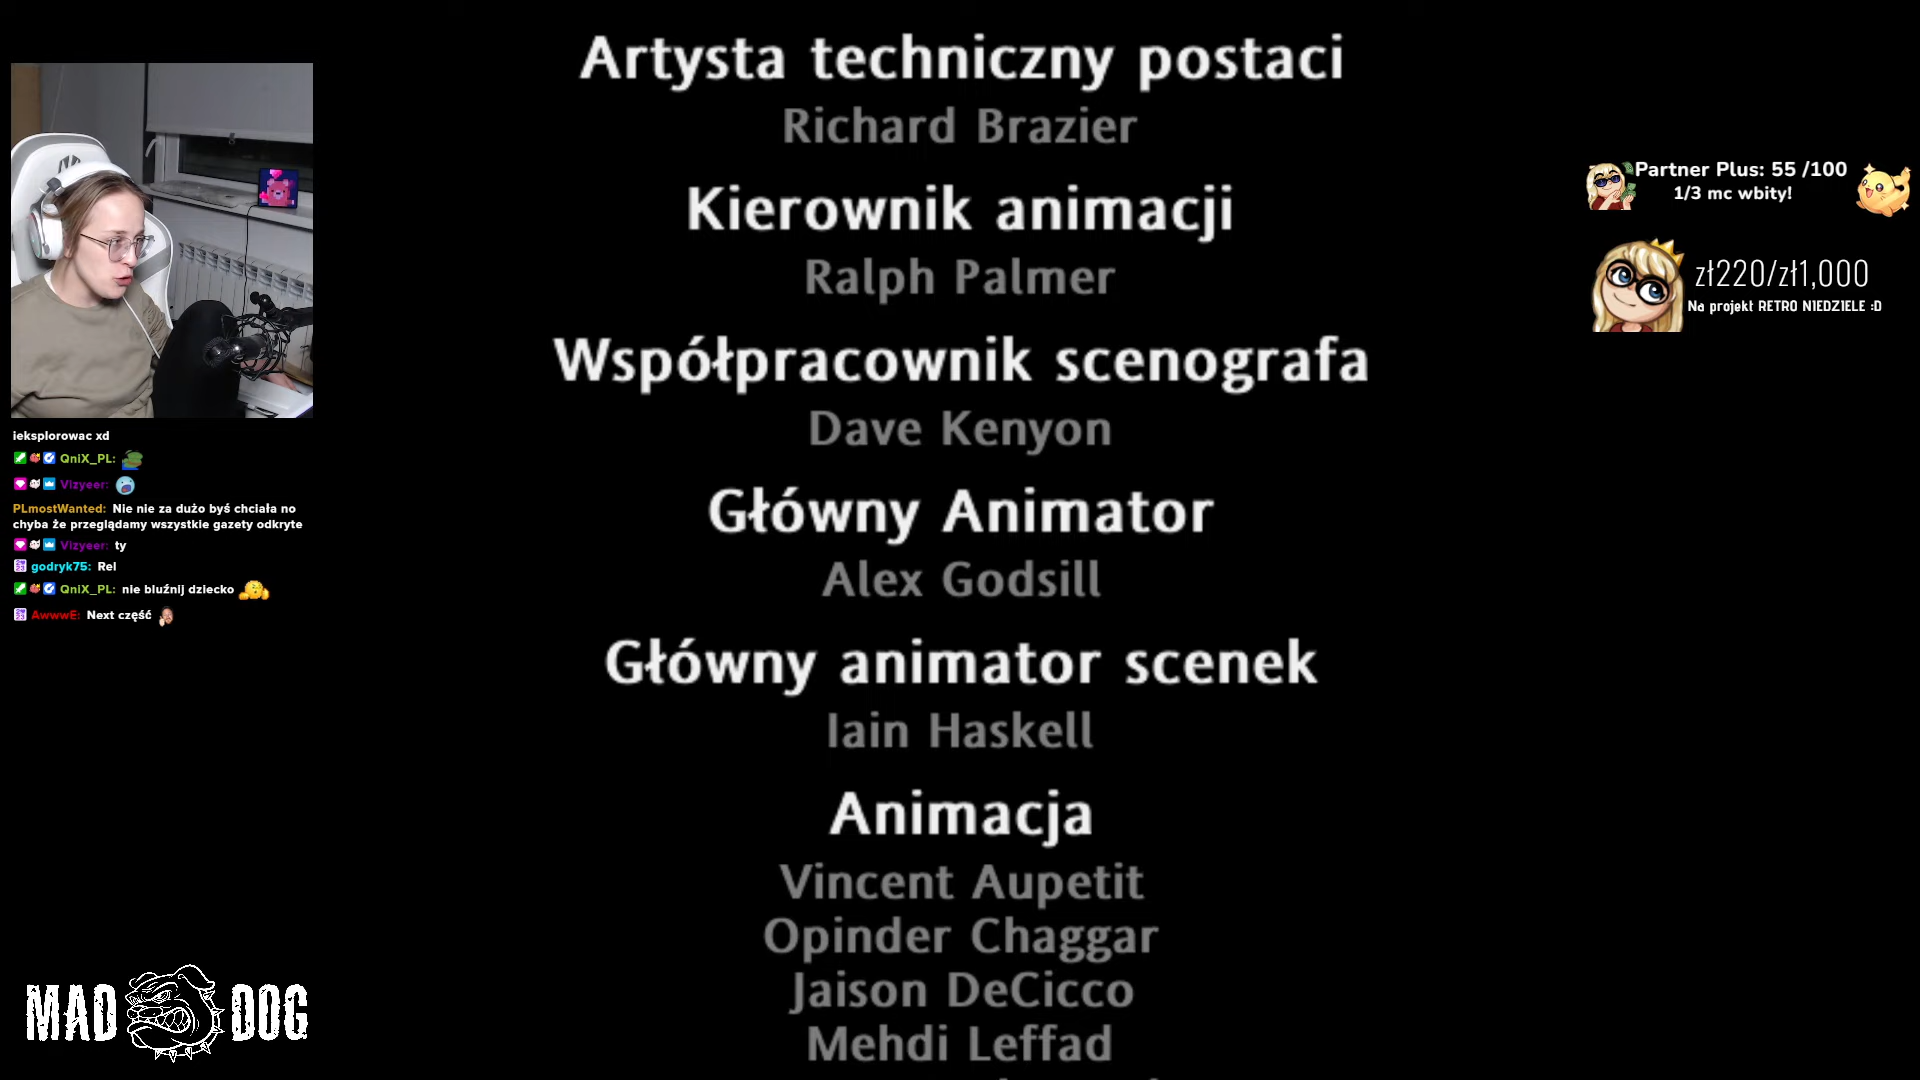 Artysta techniczny postaci
Richard Brazier
Kierownik animacji
Ralph Palmer
Współpracownik scenografa
Dave Kenyon
Główny Animator
Alex Godsill
Główny animator scenek
Iain Haskell
Animacja
Vincent Aupetit
Opinder Chaggar
Jaison DeCicco
Mehdi Leffad
ieksplorowac xd
QniX_PL:
Vizyeer:
PLmostWanted: Nie nie za dużo byś chciała no
chyba że przeglądamy wszystkie gazety odkryte
Vizyeer: ty
godryk75: Rel
QniX_PL: nie bluźnij dziecko
AwwwE: Next część
MAD DOG
Partner Plus: 55 /100
1/3 mc wbity!
zł220/zł1,000
Na projekt RETRO NIEDZIELE :D